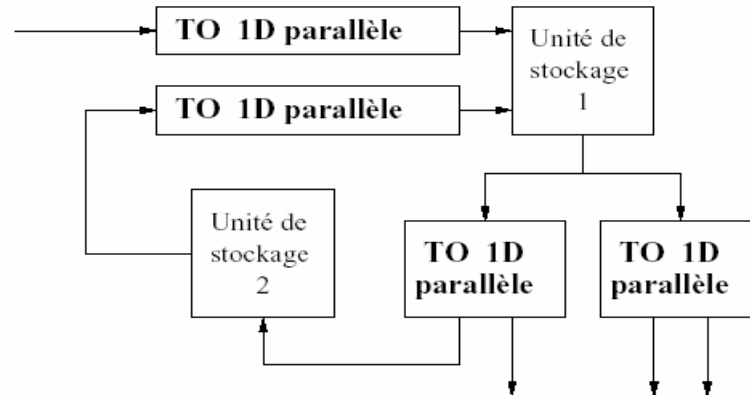 TO 1D parallèle
Unité de
stockage
1
TO 1D parallèle
Unité de
stockage
2
TO 1D
parallèle
TO 1D
parallèle